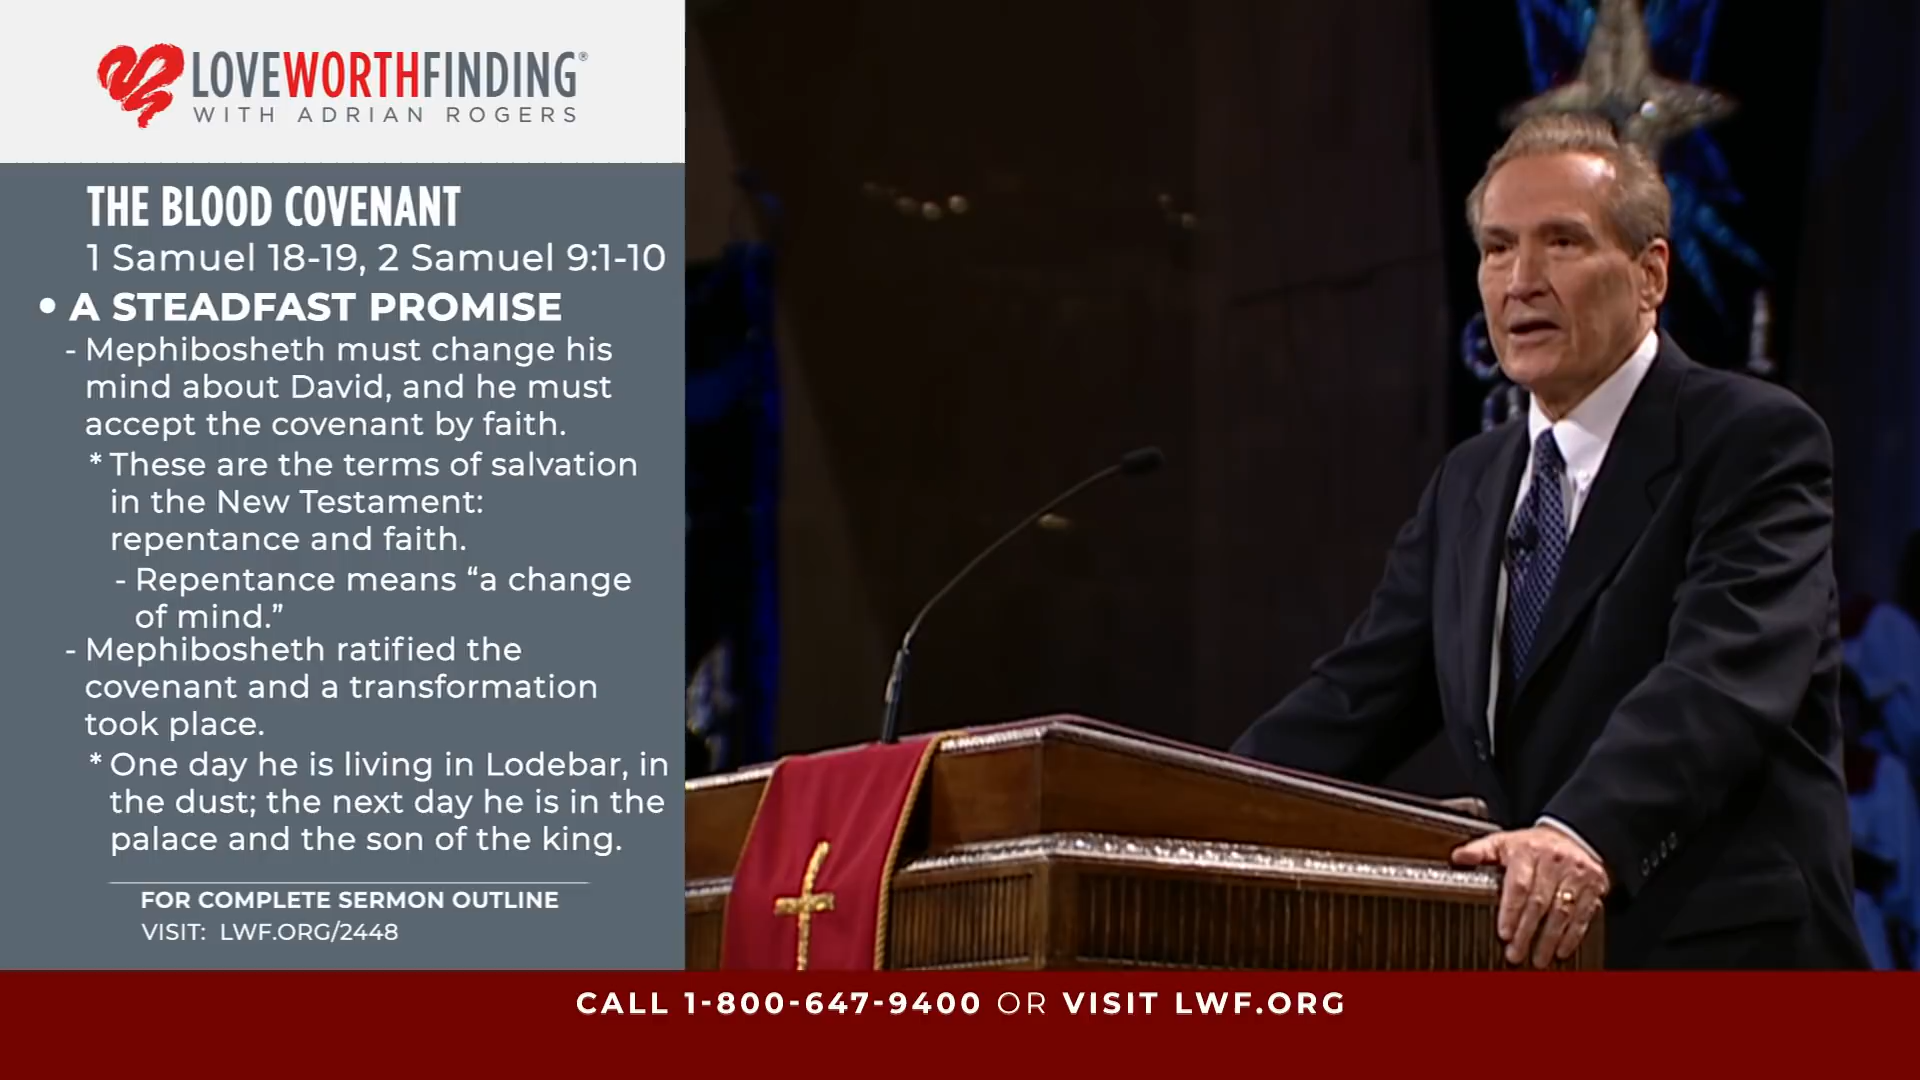 LOVEWORTHFINDING®
WITH ADRIAN ROGERS
THE BLOOD COVENANT
1 Samuel 18-19, 2 Samuel 9:1-10
• A STEADFAST PROMISE
- Mephibosheth must change his
mind about David, and he must
accept the covenant by faith.
* These are the terms of salvation
in the New Testament:
repentance and faith.
- Repentance means “a change
of mind.”
- Mephibosheth ratified the
covenant and a transformation
took place.
* One day he is living in Lodebar, in
the dust; the next day he is in the
palace and the son of the king.
FOR COMPLETE SERMON OUTLINE
VISIT: LWF.ORG/2448
CALL 1-800-647-9400 OR VISIT LWF.ORG